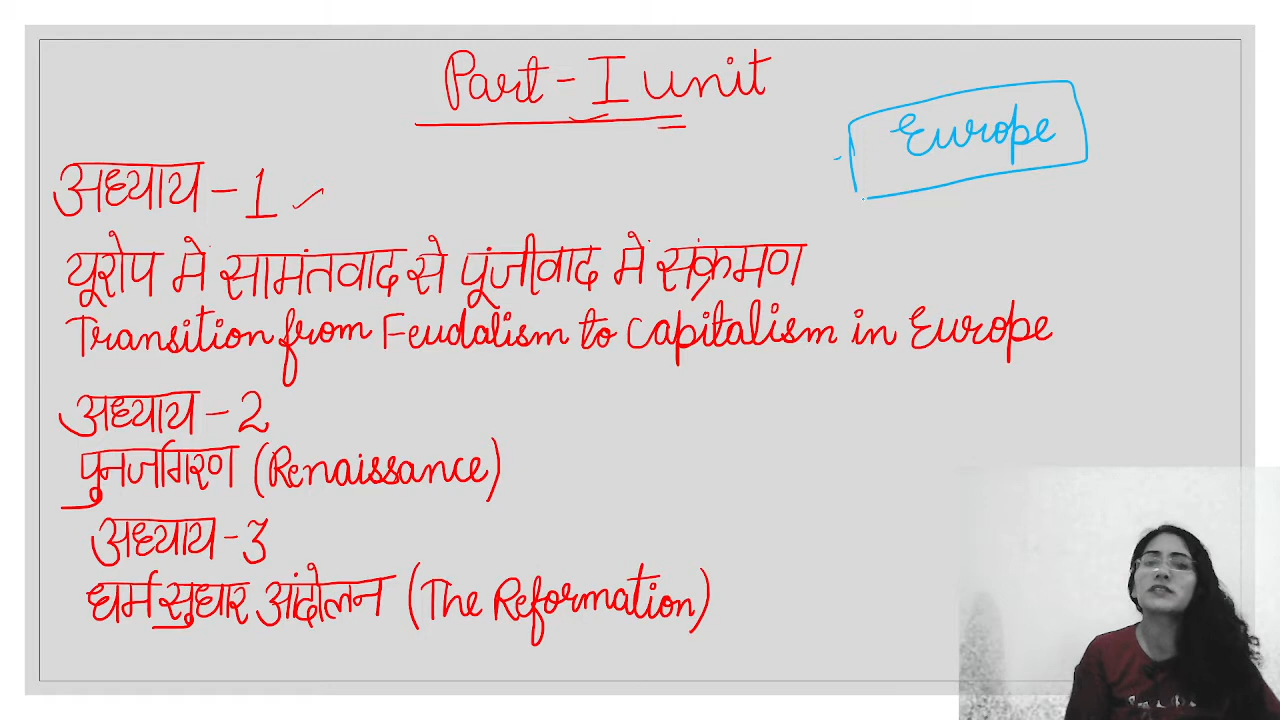 Part - I unit
Europe
अध्याय - 1
यूरोप मे सामंतवाद से पूंजीवाद मे संक्रमण
Transition from Feudalism to Capitalism in Europe
अध्याय - 2
पुनर्जागरण (Renaissance)
अध्याय - 3
धर्म सुधार आंदोलन (The Reformation)